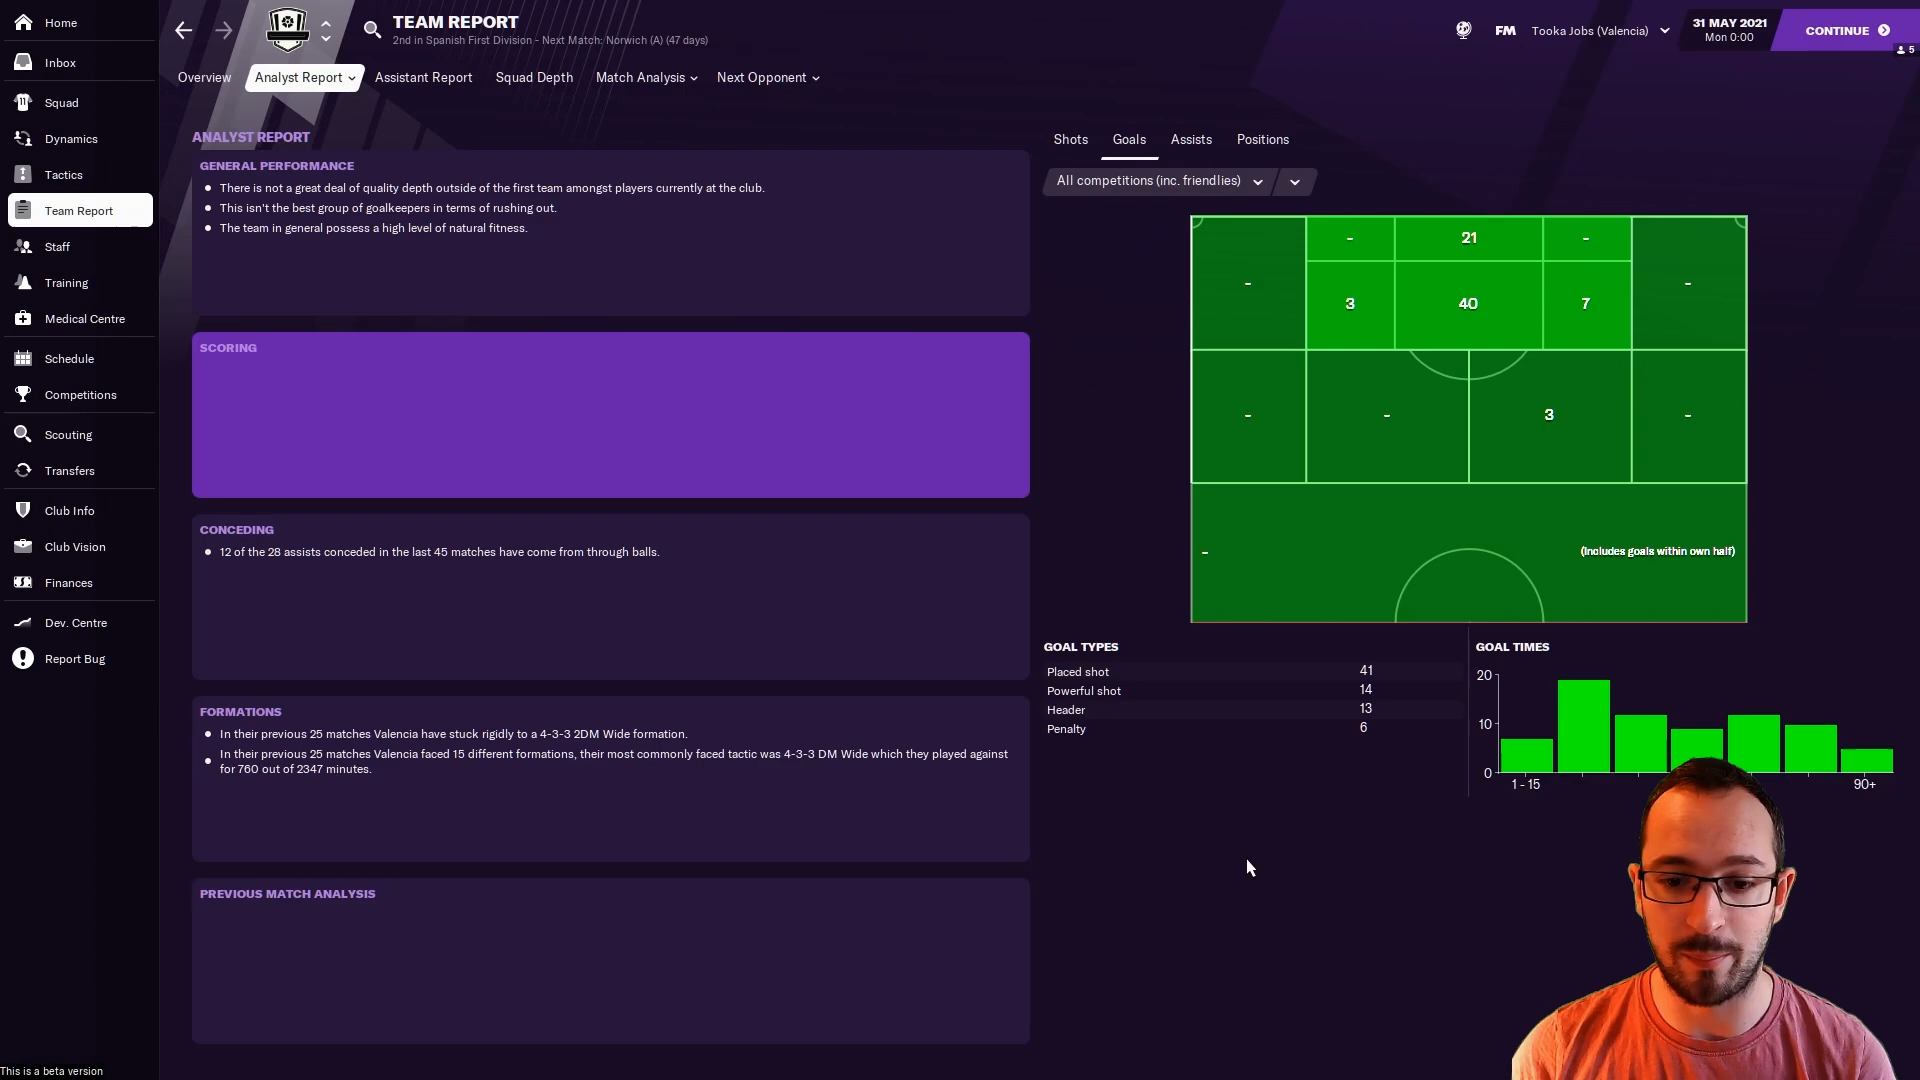 Home
Inbox
Squad
Dynamics
Tactics
Team Report
Staff
Training
Medical Centre
Schedule
Competitions
Scouting
Transfers
Club Info
Club Vision
Finances
Dev. Centre
Report Bug
This is a beta version
TEAM REPORT
2nd in Spanish First Division - Next Match: Norwich (A) (47 days)
FM
Tooka Jobs (Valencia)
31 MAY 2021
Mon 0:00
CONTINUE
5
Overview
Analyst Report
Assistant Report
Squad Depth
Match Analysis
Next Opponent
ANALYST REPORT
GENERAL PERFORMANCE
There is not a great deal of quality depth outside of the first team amongst players currently at the club.
This isn't the best group of goalkeepers in terms of rushing out.
The team in general possess a high level of natural fitness.
SCORING
CONCEDING
12 of the 28 assists conceded in the last 45 matches have come from through balls.
FORMATIONS
In their previous 25 matches Valencia have stuck rigidly to a 4-3-3 2DM Wide formation.
In their previous 25 matches Valencia faced 15 different formations, their most commonly faced tactic was 4-3-3 DM Wide which they played against
for 760 out of 2347 minutes.
PREVIOUS MATCH ANALYSIS
Shots
Goals
Assists
Positions
All competitions (inc. friendlies)
- 21 -
- 3 40 7 -
- - 3 -
- (Includes goals within own half)
GOAL TYPES
Placed shot 41
Powerful shot 14
Header 13
Penalty 6
GOAL TIMES
20
10
0
1 - 15
90+